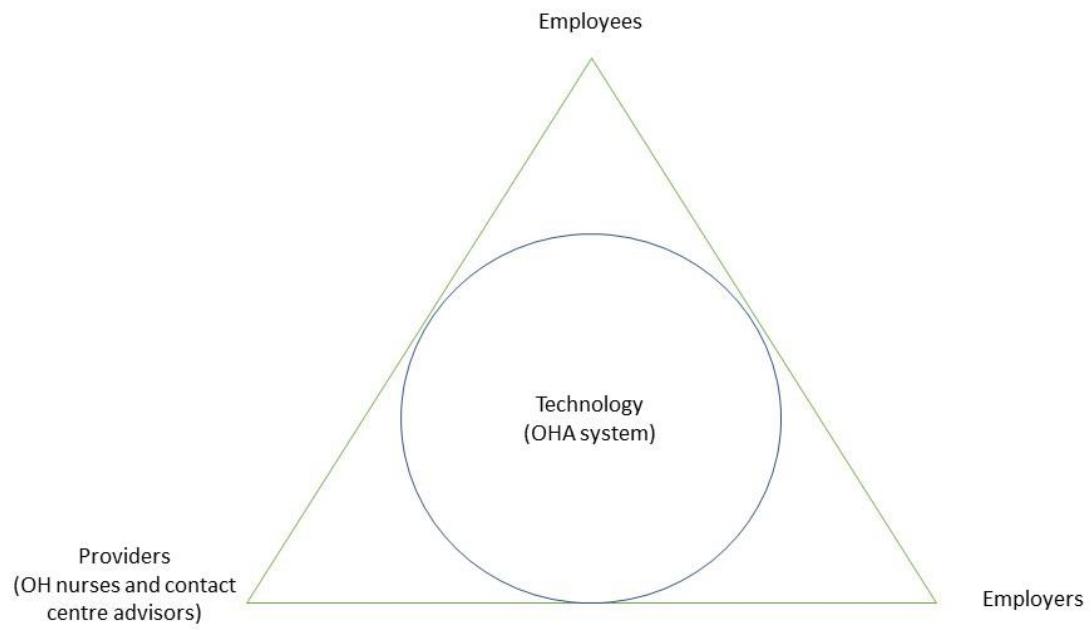 Employees
Technology
(OHA system)
Providers
(OH nurses and contact
centre advisors)
Employers